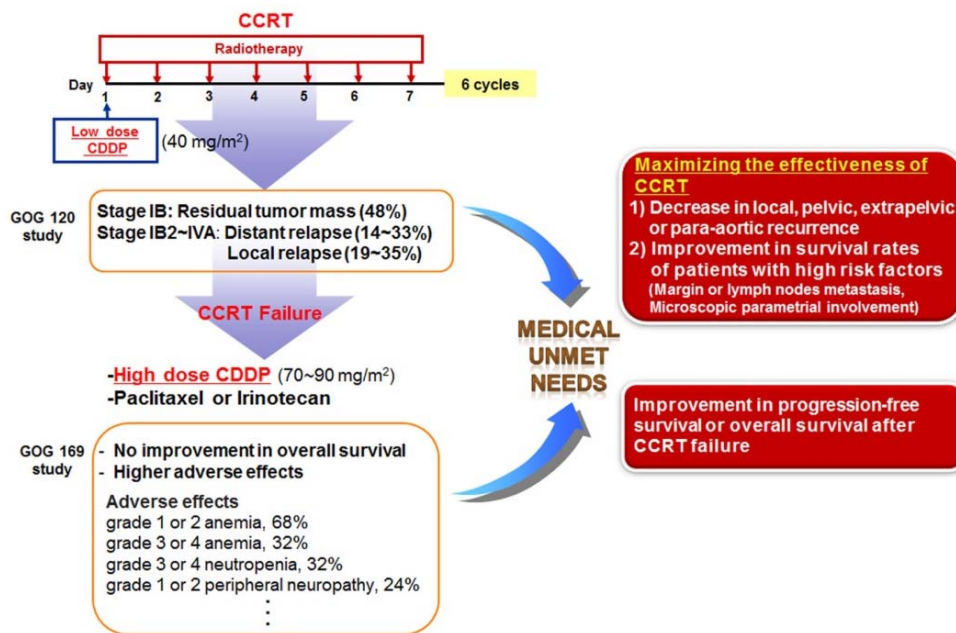 CCRT
Radiotherapy
Day
1 2 3 4 5 6 7
6 cycles
Low dose
CDDP
(40 mg/m²)
GOG 120
study
Stage IB: Residual tumor mass (48%)
Stage IB2~IVA: Distant relapse (14~33%)
Local relapse (19~35%)
CCRT Failure
-High dose CDDP (70~90 mg/m²)
-Paclitaxel or Irinotecan
GOG 169
study
- No improvement in overall survival
- Higher adverse effects
Adverse effects
grade 1 or 2 anemia, 68%
grade 3 or 4 anemia, 32%
grade 3 or 4 neutropenia, 32%
grade 1 or 2 peripheral neuropathy, 24%
⋮
MEDICAL
UNMET
NEEDS
Maximizing the effectiveness of
CCRT
1) Decrease in local, pelvic, extrapelvic
or para-aortic recurrence
2) Improvement in survival rates
of patients with high risk factors
(Margin or lymph nodes metastasis,
Microscopic parametrial involvement)
Improvement in progression-free
survival or overall survival after
CCRT failure